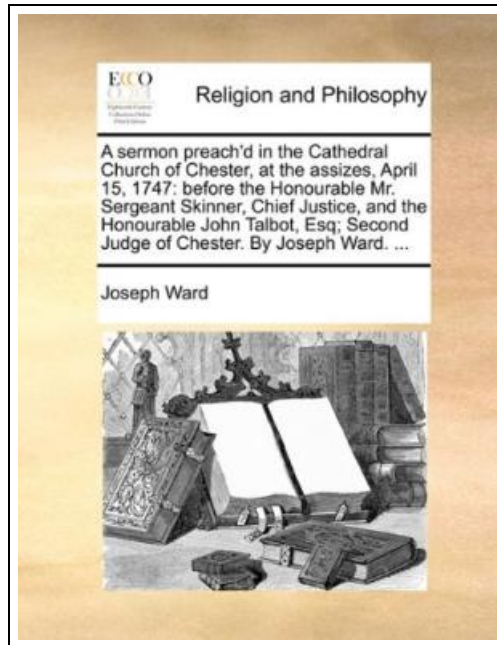 ECCO
Religion and Philosophy
A sermon preach'd in the Cathedral
Church of Chester, at the assizes, April
15, 1747: before the Honourable Mr.
Sergeant Skinner, Chief Justice, and the
Honourable John Talbot, Esq; Second
Judge of Chester. By Joseph Ward. ...
Joseph Ward